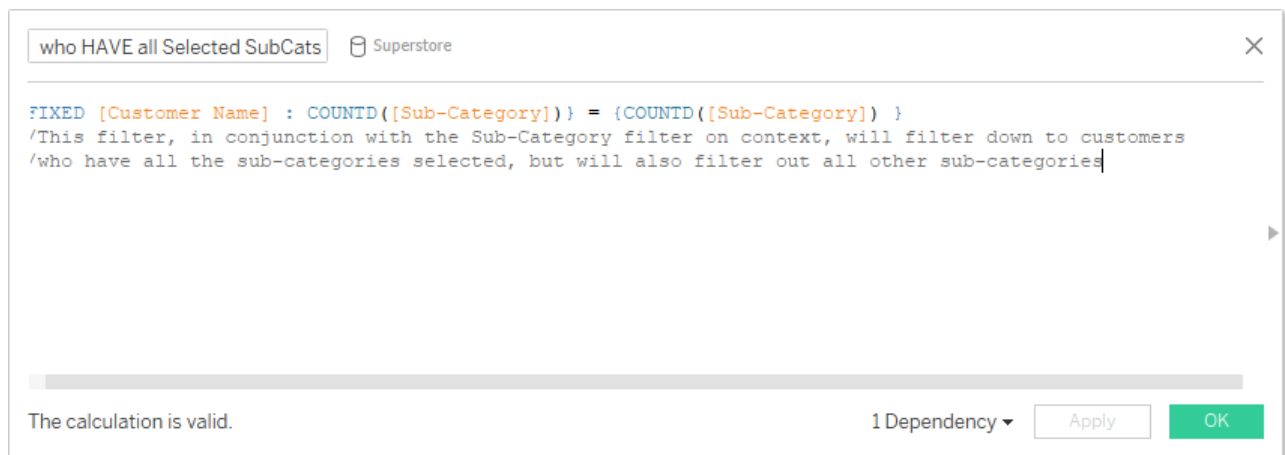 who HAVE all Selected SubCats
Superstore
FIXED [Customer Name] : COUNTD([Sub-Category])} = {COUNTD([Sub-Category]) }
/This filter, in conjunction with the Sub-Category filter on context, will filter down to customers
/who have all the sub-categories selected, but will also filter out all other sub-categories
The calculation is valid.
1 Dependency
Apply
OK